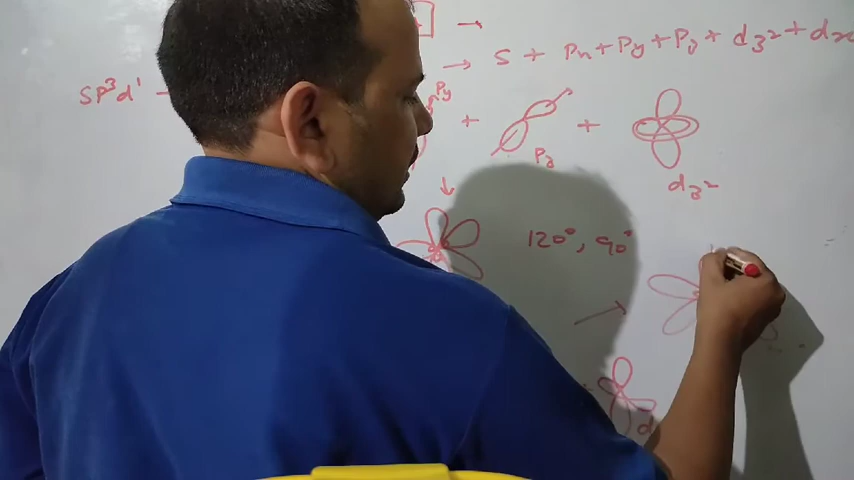 →
→ S + Px + Py + Pz + dz² + dx
SP³d¹ –
Py
+ Pz + dz²
↓
120°, 90°
d